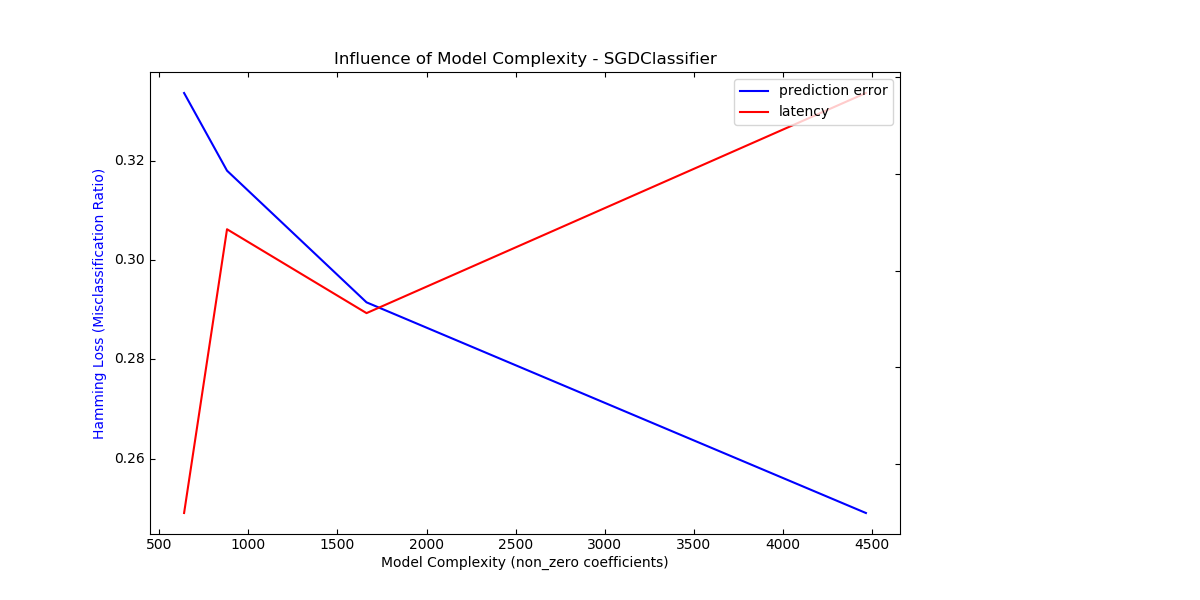 Influence of Model Complexity - SGDClassifier
prediction error
latency
Hamming Loss (Misclassification Ratio)
0.32
0.30
0.28
0.26
500 1000 1500 2000 2500 3000 3500 4000 4500
Model Complexity (non_zero coefficients)